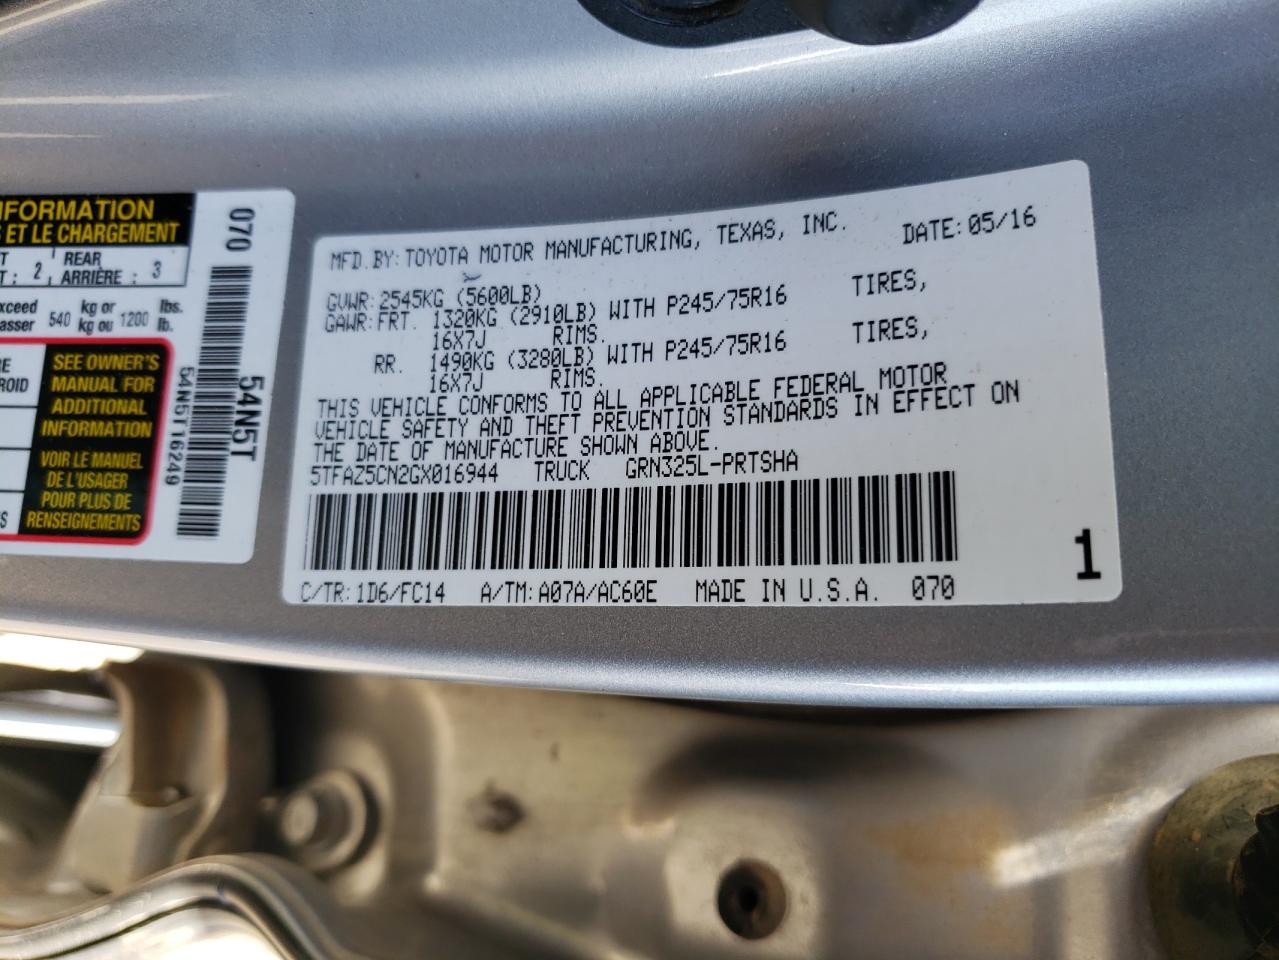 NFORMATION
ET LE CHARGEMENT
2
REAR
ARRIÈRE : 3
540
kg or
kg ou
1200
lbs.
lb.
SEE OWNER'S
MANUAL FOR
ADDITIONAL
INFORMATION
VOIR LE MANUEL
DE L'USAGER
POUR PLUS DE
RENSEIGNEMENTS
070
54N5T
54N5T16249
MFD.BY:TOYOTA MOTOR MANUFACTURING, TEXAS, INC. DATE:05/16
GVWR:2545KG (5600LB)
GAWR:FRT. 1320KG (2910LB) WITH P245/75R16 TIRES,
16X7J RIMS.
RR. 1490KG (3280LB) WITH P245/75R16 TIRES,
16X7J RIMS.
THIS VEHICLE CONFORMS TO ALL APPLICABLE FEDERAL MOTOR
VEHICLE SAFETY AND THEFT PREVENTION STANDARDS IN EFFECT ON
THE DATE OF MANUFACTURE SHOWN ABOVE.
5TFAZ5CN2GX016944 TRUCK GRN325L-PRTSHA
C/TR:1D6/FC14 A/TM:A07A/AC60E MADE IN U.S.A. 070
1